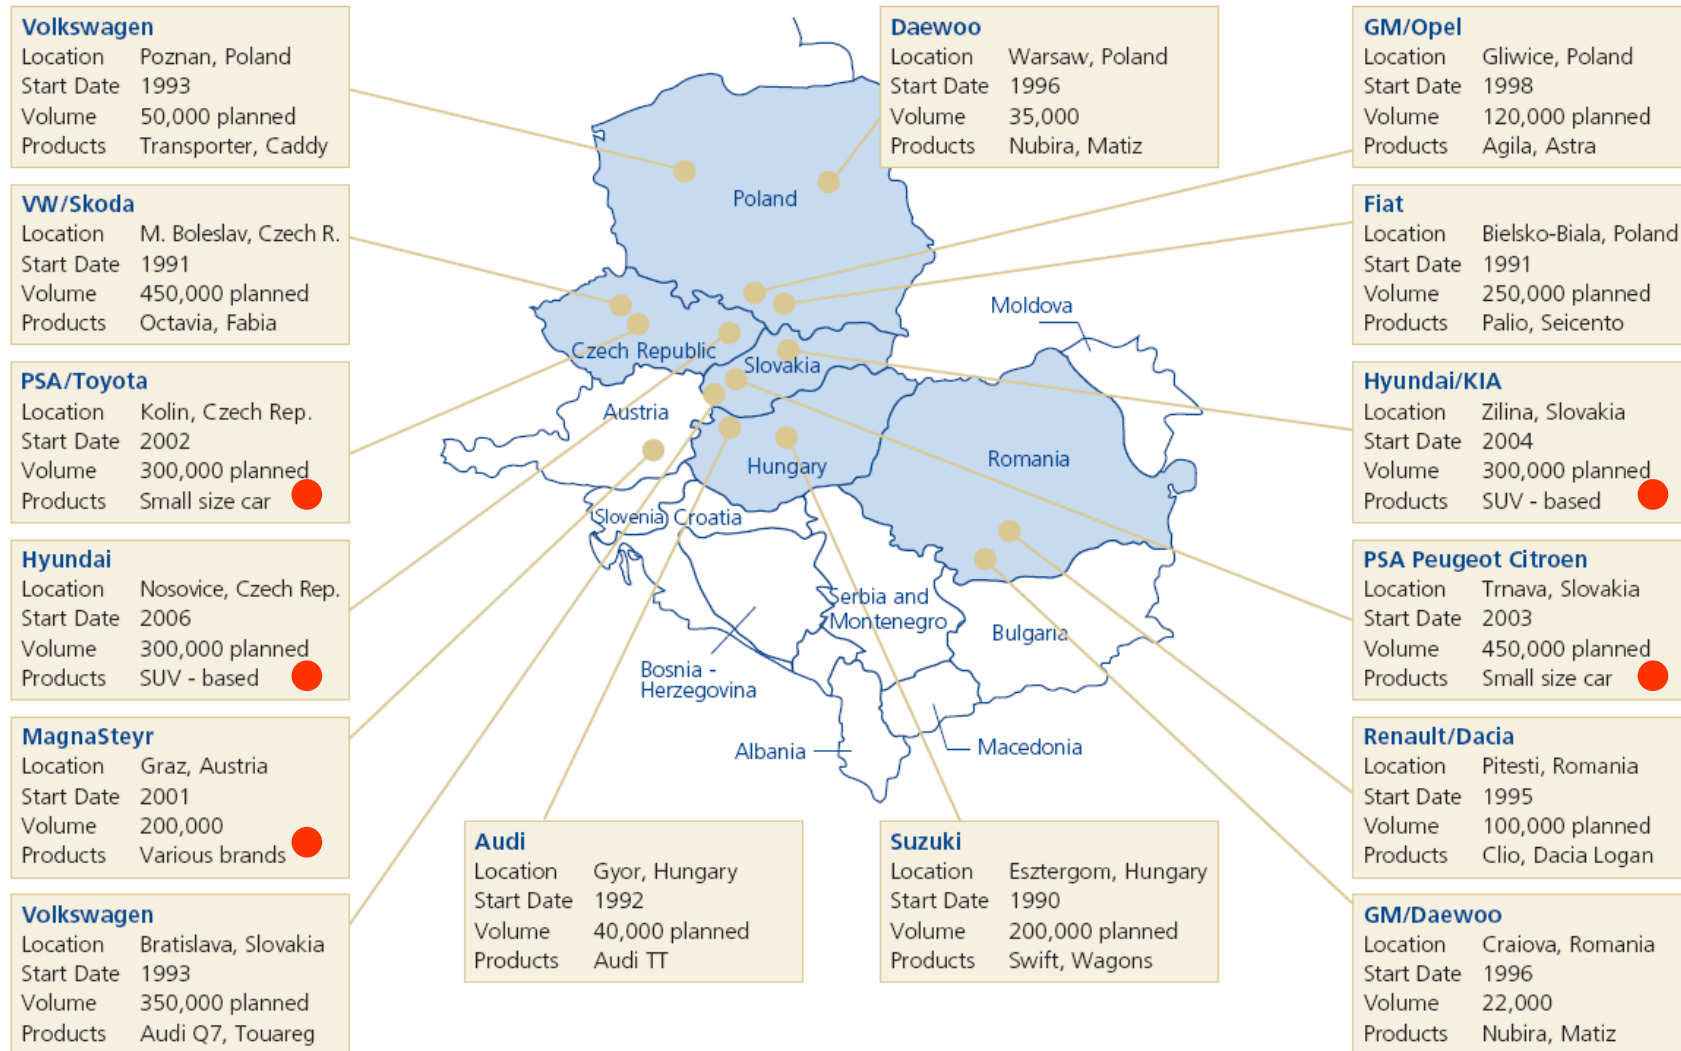 Volkswagen
Location Poznan, Poland
Start Date 1993
Volume 50,000 planned
Products Transporter, Caddy
VW/Skoda
Location M. Boleslav, Czech R.
Start Date 1991
Volume 450,000 planned
Products Octavia, Fabia
PSA/Toyota
Location Kolin, Czech Rep.
Start Date 2002
Volume 300,000 planned
Products Small size car
Hyundai
Location Nosovice, Czech Rep.
Start Date 2006
Volume 300,000 planned
Products SUV - based
MagnaSteyr
Location Graz, Austria
Start Date 2001
Volume 200,000
Products Various brands
Volkswagen
Location Bratislava, Slovakia
Start Date 1993
Volume 350,000 planned
Products Audi Q7, Touareg
Audi
Location Gyor, Hungary
Start Date 1992
Volume 40,000 planned
Products Audi TT
Suzuki
Location Esztergom, Hungary
Start Date 1990
Volume 200,000 planned
Products Swift, Wagons
Daewoo
Location Warsaw, Poland
Start Date 1996
Volume 35,000
Products Nubira, Matiz
GM/Opel
Location Gliwice, Poland
Start Date 1998
Volume 120,000 planned
Products Agila, Astra
Fiat
Location Bielsko-Biala, Poland
Start Date 1991
Volume 250,000 planned
Products Palio, Seicento
Hyundai/KIA
Location Zilina, Slovakia
Start Date 2004
Volume 300,000 planned
Products SUV - based
PSA Peugeot Citroen
Location Trnava, Slovakia
Start Date 2003
Volume 450,000 planned
Products Small size car
Renault/Dacia
Location Pitesti, Romania
Start Date 1995
Volume 100,000 planned
Products Clio, Dacia Logan
GM/Daewoo
Location Craiova, Romania
Start Date 1996
Volume 22,000
Products Nubira, Matiz
Poland
Moldova
Czech Republic
Slovakia
Austria
Hungary
Romania
Slovenia
Croatia
Serbia and
Montenegro
Bulgaria
Bosnia -
Herzegovina
Albania
Macedonia